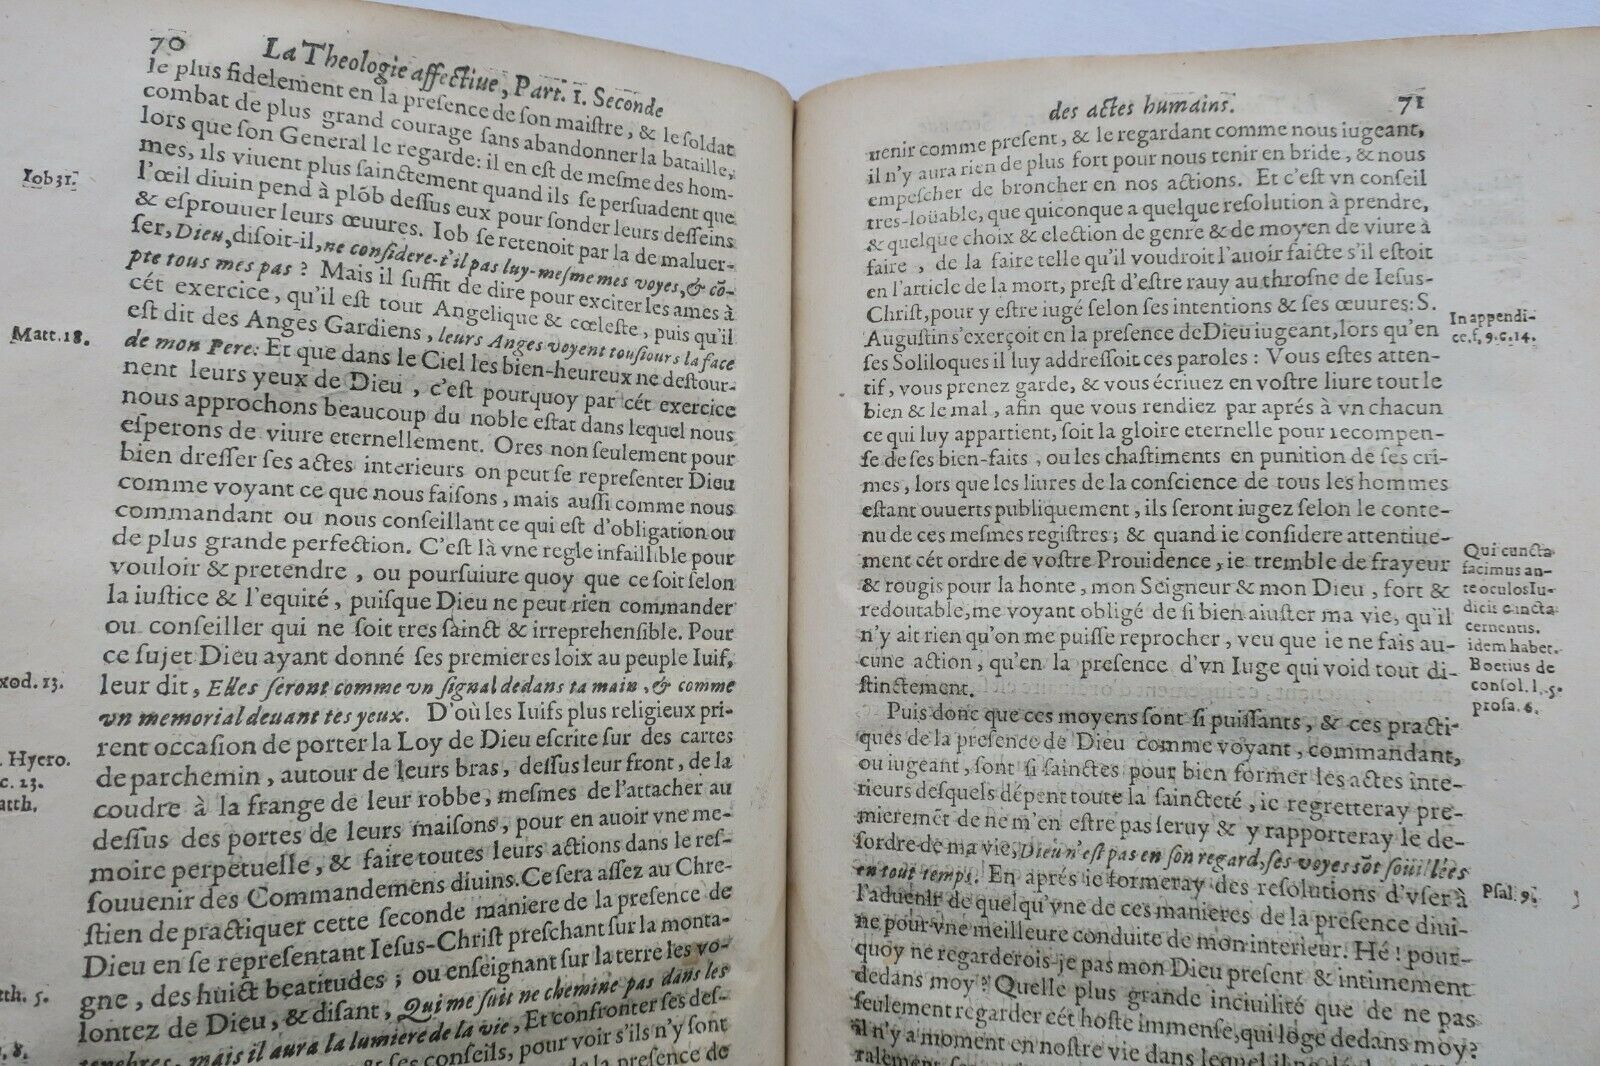 70 La Theologie affectiue, Part. 1. Seconde
le plus fidelement en la preſence de ſon maiſtre, & le ſoldat
combat de plus grand courage ſans abandonner la bataille,
lors que ſon General le regarde: il en eſt de meſme des hom-
mes, ils viuent plus ſainctement quand ils ſe perſuadent que
l'œil diuin pend à plõb deſſus eux pour ſonder leurs deſſeins
& eſprouuer leurs œuures. Iob ſe retenoit par la de maluer-
ſer, Dieu, diſoit-il, ne conſidere-t'il pas luy-meſme mes voyes, & cõ-
pte tous mes pas? Mais il ſuffit de dire pour exciter les ames à
cét exercice, qu'il eſt tout Angelique & cœleſte, puis qu'il
eſt dit des Anges Gardiens, leurs Anges voyent touſiours la face
de mon Pere: Et que dans le Ciel les bien-heureux ne deſtour-
nent leurs yeux de Dieu, c'eſt pourquoy par cét exercice
nous approchons beaucoup du noble eſtat dans lequel nous
eſperons de viure eternellement. Ores non ſeulement pour
bien dreſſer ſes actes interieurs on peut ſe repreſenter Dieu
comme voyant ce que nous faiſons, mais auſſi comme nous
commandant ou nous conſeillant ce qui eſt d'obligation ou
de plus grande perfection. C'eſt là vne regle infaillible pour
vouloir & pretendre, ou pourſuiure quoy que ce ſoit ſelon
la iuſtice & l'equité, puiſque Dieu ne peut rien commander
ou conſeiller qui ne ſoit tres ſainct & irreprehenſible. Pour
ce ſujet Dieu ayant donné ſes premieres loix au peuple Iuif,
leur dit, Elles ſeront comme vn ſignal dedans ta main, & comme
vn memorial deuant tes yeux. D'où les Iuifs plus religieux pri-
rent occaſion de porter la Loy de Dieu eſcrite ſur des cartes
de parchemin, autour de leurs bras, deſſus leur front, de la
coudre à la frange de leur robbe, meſmes de l'attacher au
deſſus des portes de leurs maiſons, pour en auoir vne me-
moire perpetuelle, & faire toutes leurs actions dans le reſ-
ſouuenir des Commandemens diuins. Ce ſera aſſez au Chre-
ſtien de practiquer cette ſeconde maniere de la preſence de
Dieu en ſe repreſentant Ieſus-Chriſt preſchant ſur la monta-
gne, des huict beatitudes; ou enſeignant ſur la terre les vo-
lontez de Dieu, & diſant, Qui me ſuit ne chemine pas dans les
tenebres, mais il aura la lumiere de la vie, Et confronter ſes deſ-
& ſes conſeils, pour voir s'ils n'y ſont
de la preſence de
Iob 31.
Matt. 18.
xod. 13.
. Hyero.
c. 13.
atth.
tth. 5.
8.
des actes humains. 71
uenir comme preſent, & le regardant comme nous iugeant,
il n'y aura rien de plus fort pour nous tenir en bride, & nous
empeſcher de broncher en nos actions. Et c'eſt vn conſeil
tres-loüable, que quiconque a quelque reſolution à prendre,
& quelque choix & election de genre & de moyen de viure à
faire, de la faire telle qu'il voudroit l'auoir faicte s'il eſtoit
en l'article de la mort, preſt d'eſtre rauy au throſne de Ieſus-
Chriſt, pour y eſtre iugé ſelon ſes intentions & ſes œuures: S.
Auguſtin s'exerçoit en la preſence de Dieu iugeant, lors qu'en
ſes Soliloques il luy addreſſoit ces paroles: Vous eſtes atten-
tif, vous prenez garde, & vous écriuez en voſtre liure tout le
bien & le mal, afin que vous rendiez par aprés à vn chacun
ce qui luy appartient, ſoit la gloire eternelle pour recompen-
ſe de ſes bien-faits, ou les chaſtiments en punition de ſes cri-
mes, lors que les liures de la conſcience de tous les hommes
eſtant ouuerts publiquement, ils ſeront iugez ſelon le conte-
nu de ces meſmes regiſtres; & quand ie conſidere attentiue-
ment cét ordre de voſtre Prouidence, ie tremble de frayeur
& rougis pour la honte, mon Seigneur & mon Dieu, fort &
redoutable, me voyant obligé de ſi bien aiuſter ma vie, qu'il
n'y ait rien qu'on me puiſſe reprocher, veu que ie ne fais au-
cune action, qu'en la preſence d'vn Iuge qui void tout di-
ſtinctement.
Puis donc que ces moyens ſont ſi puiſſants, & ces practi-
ques de la preſence de Dieu comme voyant, commandant,
ou iugeant, ſont ſi ſainctes pour bien former les actes inte-
rieurs deſquels dépent toute la ſaincteté, ie regretteray pre-
mieremẽt de ne m'en eſtre pas ſeruy & y rapporteray le de-
ſordre de ma vie, Dieu n'eſt pas en ſon regard, ſes voyes sõt ſoüillées
en tout temps. En aprés ie formeray des reſolutions d'vſer à
l'aduenir de quelqu'vne de ces manieres de la preſence diui-
ne pour vne meilleure conduite de mon interieur. Hé! pour-
quoy ne regarderois-je pas mon Dieu preſent & intimement
dedans moy? Quelle plus grande inciuilité que de ne pas
ſeulement regarder cét hoſte immenſe, qui loge dedans moy?
il n'y a moment en noſtre vie dans lequel il
ralement
In appendi-
ce. ſ. 9. c. 14.
Qui cuncta
facimus an-
te oculos Iu-
dicis cuncta
cernentis.
idem habet.
Boetius de
conſol. l. 5.
proſa. 6.
Pſal. 9.